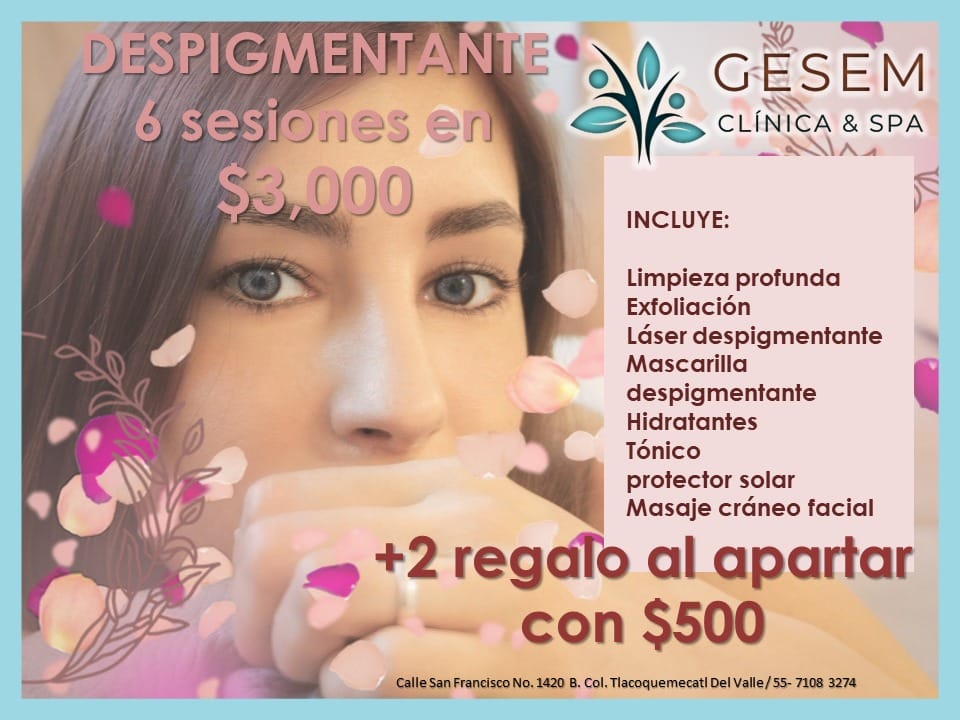 DESPIGMENTANTE
6 sesiones en
$3,000
GESEM
CLÍNICA & SPA
INCLUYE:
Limpieza profunda
Exfoliación
Láser despigmentante
Mascarilla
despigmentante
Hidratantes
Tónico
protector solar
Masaje cráneo facial
+2 regalo al apartar
con $500
Calle San Francisco No. 1420 B. Col. Tlacoquemecatl Del Valle/ 55- 7108 3274